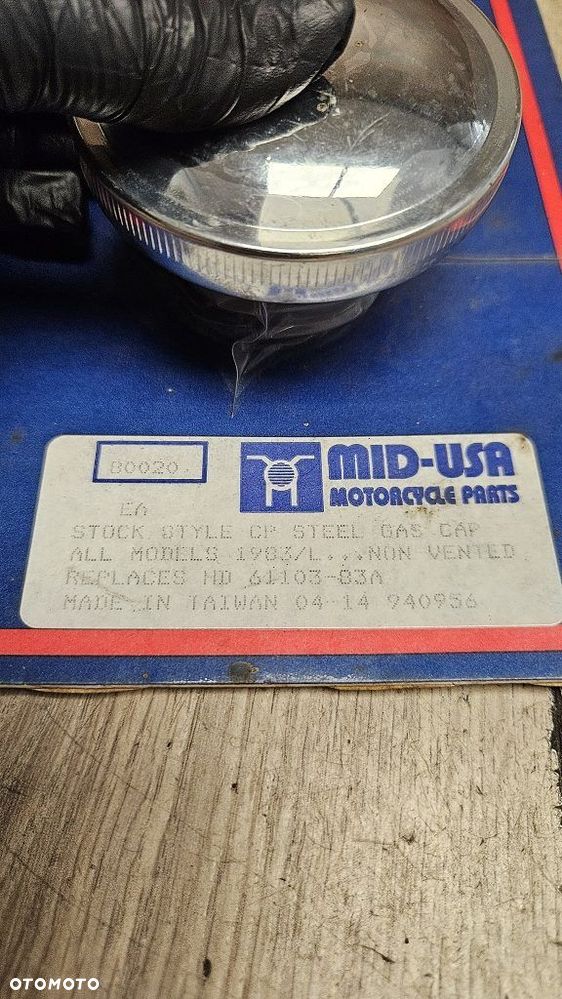 80020.
MID-USA
MOTORCYCLE PARTS
EA
STOCK STYLE CP STEEL GAS CAP
ALL MODELS 1983/L...NON VENTED
REPLACES HD 61103-83A
MADE IN TAIWAN 04-14 940956
OTOMOTO